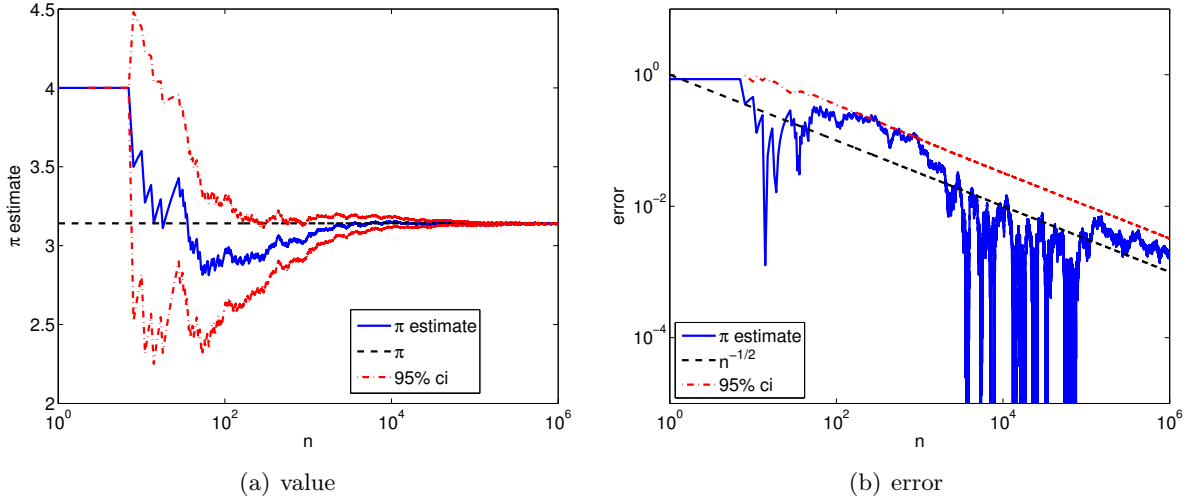 4.5
4
3.5
3
2.5
2
π estimate
10^0
10^2
10^4
10^6
n
π estimate
π
95% ci
(a) value
10^0
10^-2
10^-4
error
10^0
10^2
10^4
10^6
n
π estimate
n^-1/2
95% ci
(b) error